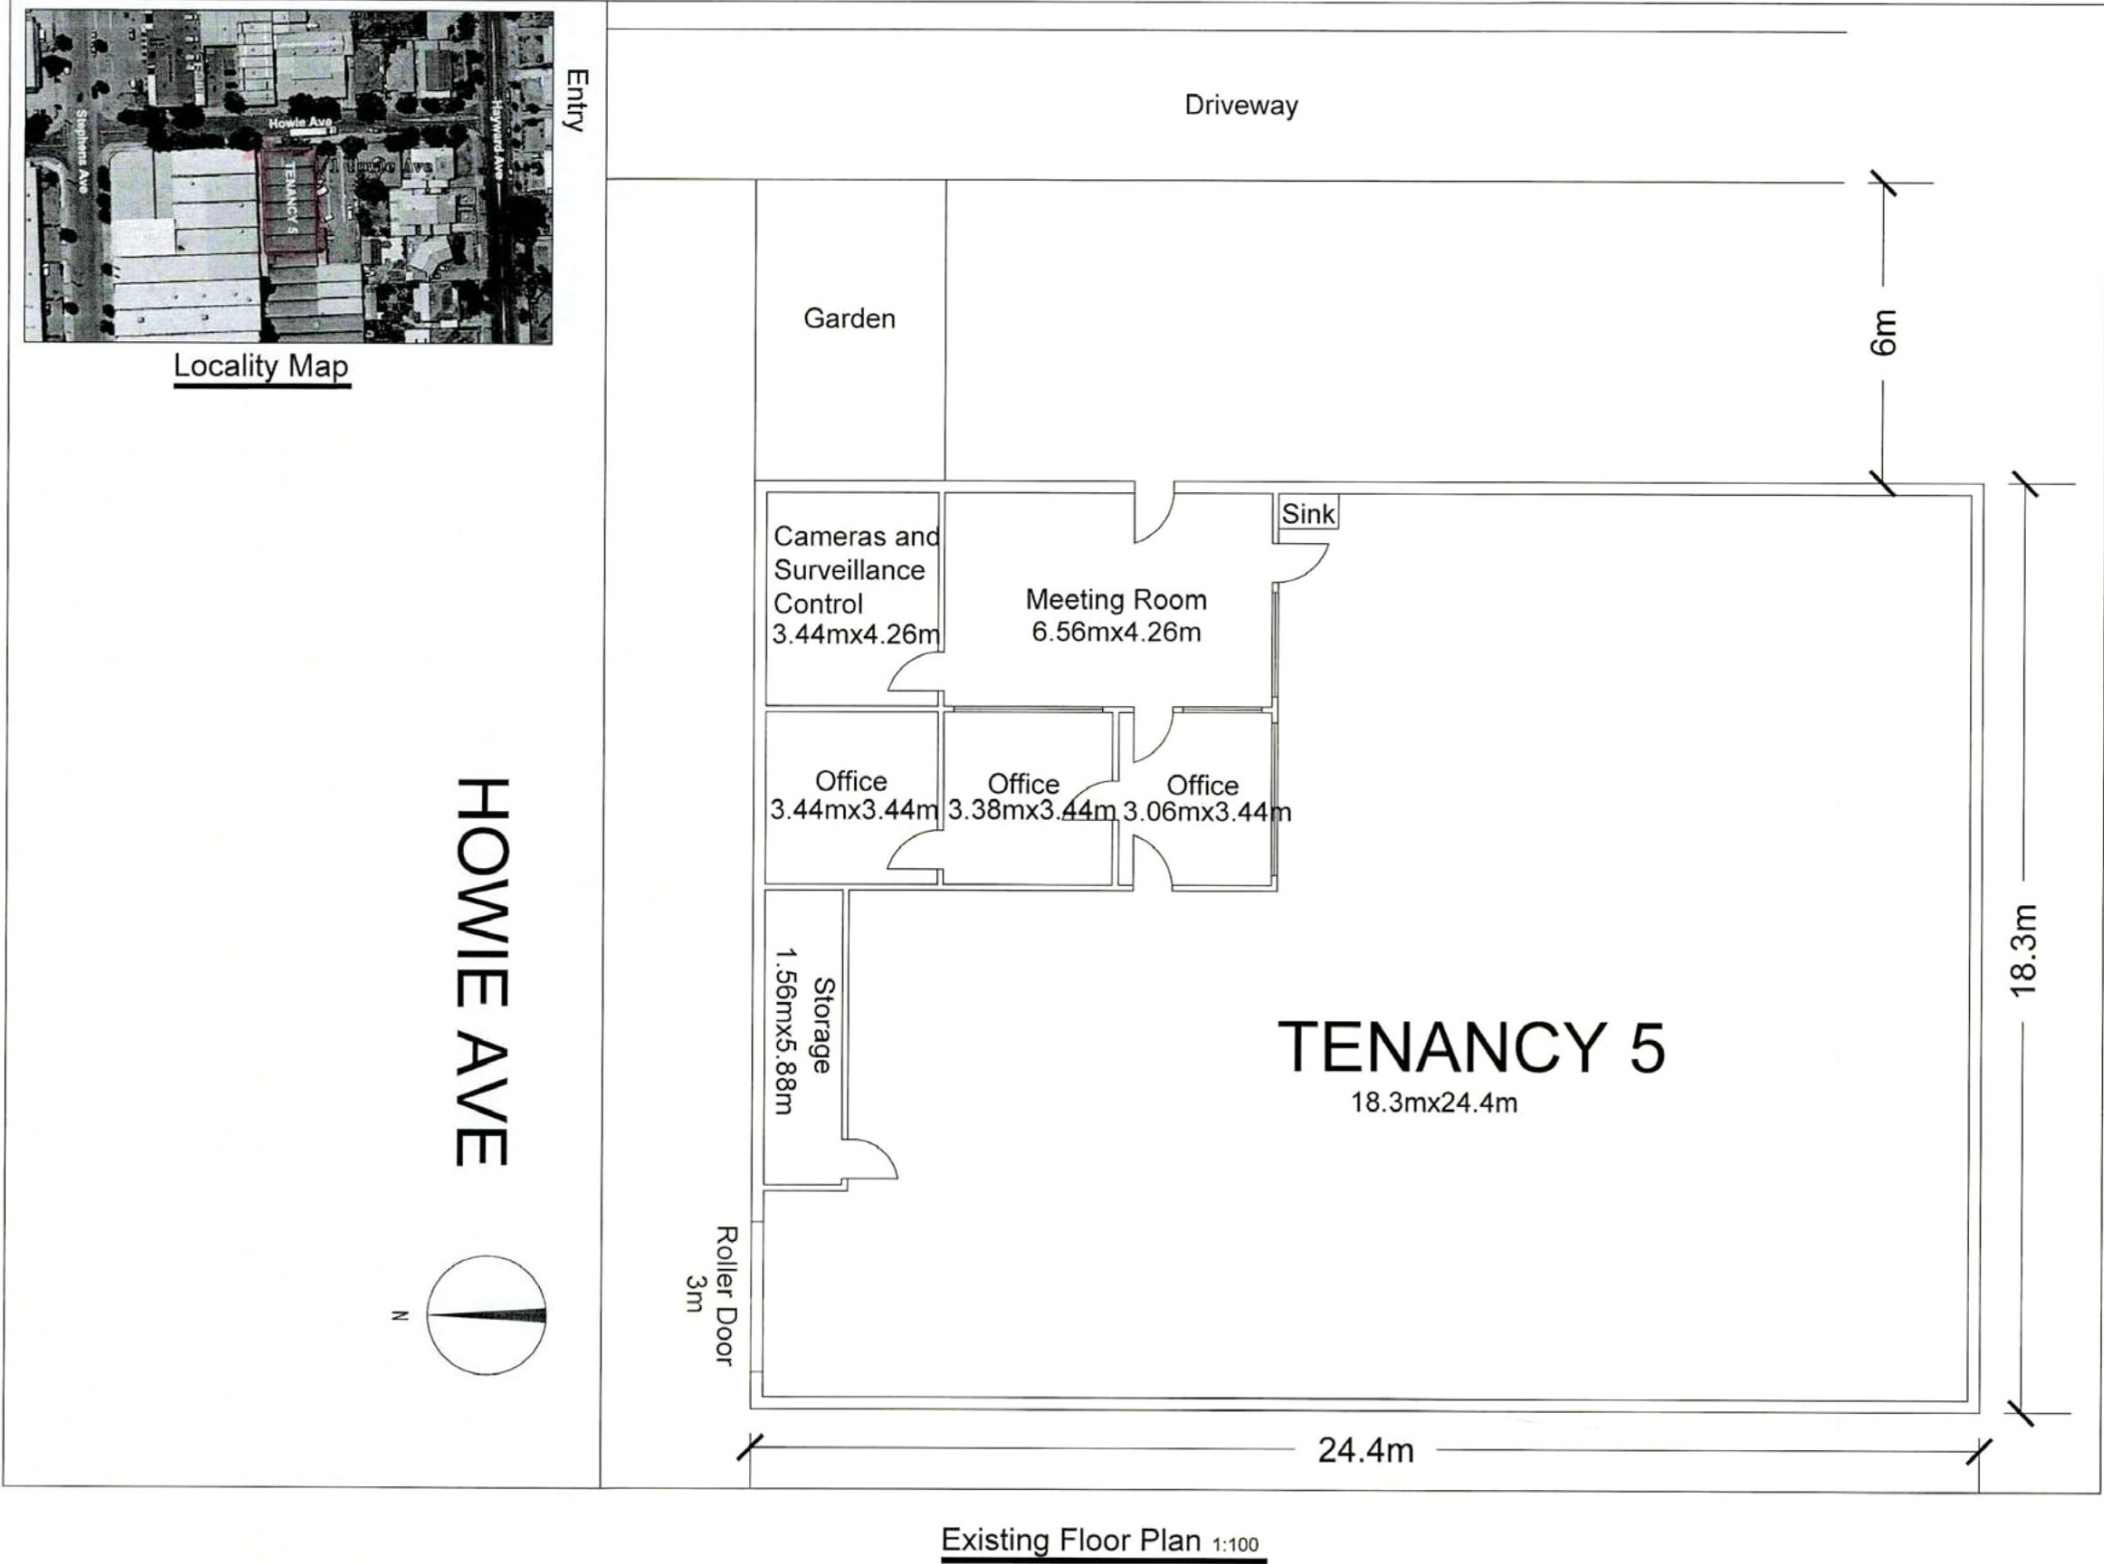 Entry
Driveway
Stephens Ave
Howie Ave
Hayward Ave
TENANCY 5
Locality Map
Garden
6m
Sink
Cameras and
Surveillance
Control
3.44mx4.26m
Meeting Room
6.56mx4.26m
Office
3.44mx3.44m
Office
3.38mx3.44m
Office
3.06mx3.44m
HOWIE AVE
Storage
1.56mx5.88m
TENANCY 5
18.3mx24.4m
18.3m
Roller Door
3m
N
24.4m
Existing Floor Plan 1:100